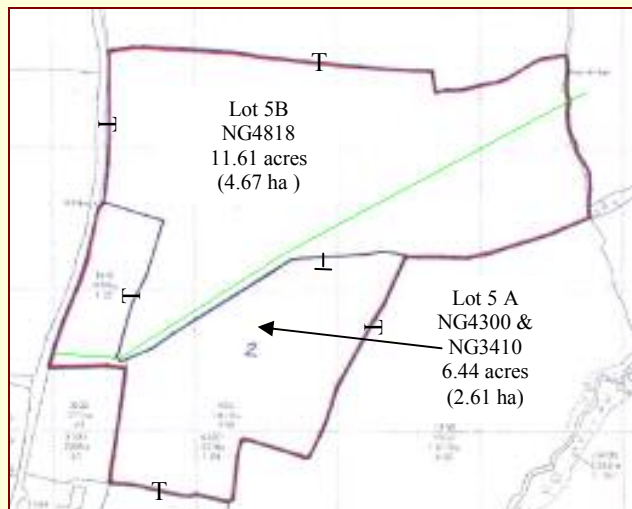 T
Lot 5B
NG4818
11.61 acres
(4.67 ha )
T
T
T
T
Lot 5 A
NG4300 &
NG3410
6.44 acres
(2.61 ha)
2
T